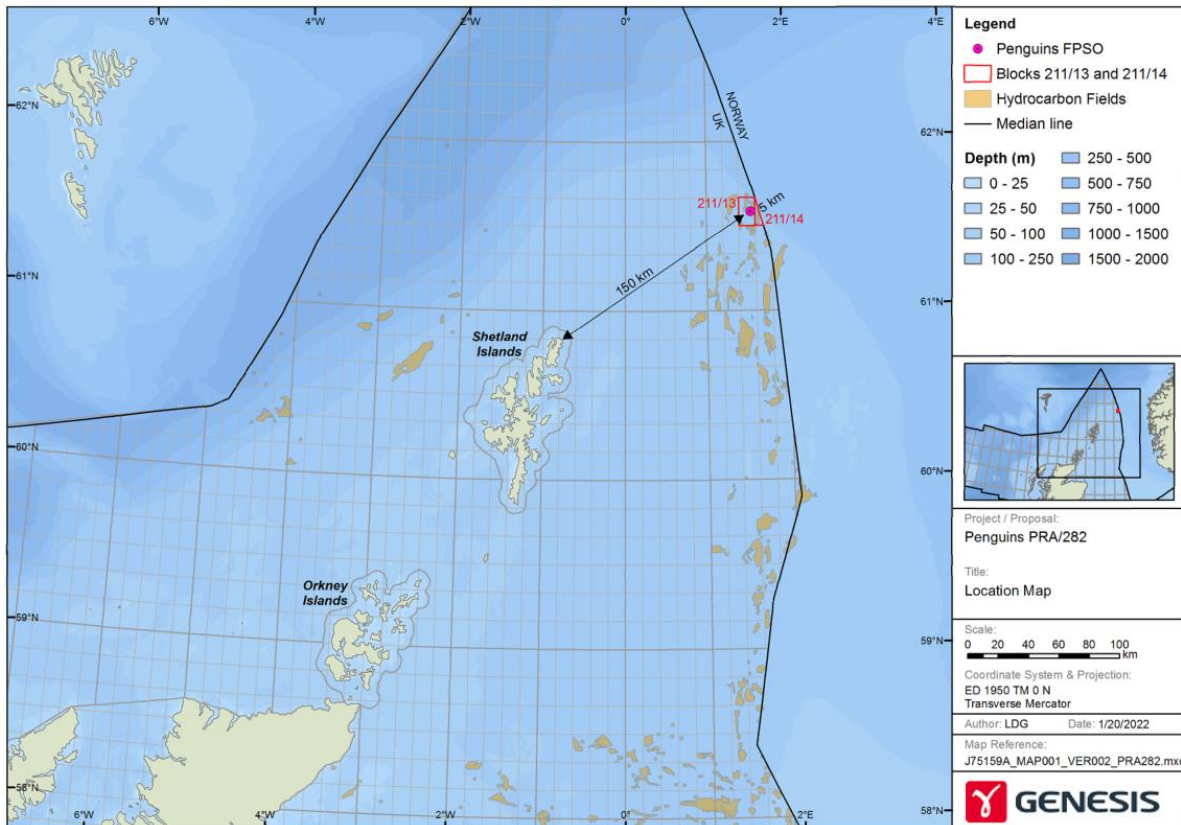 6°W
2°W
0°
2°E
4°E
62°N
61°N
60°N
59°N
58°N
62°N
61°N
60°N
59°N
58°N
6°W
4°W
2°W
0°
2°E
NORWAY
UK
211/13
5 km
211/14
150 km
Shetland
Islands
Orkney
Islands
Legend
Penguins FPSO
Blocks 211/13 and 211/14
Hydrocarbon Fields
Median line
Depth (m)
0 - 25
25 - 50
50 - 100
100 - 250
250 - 500
500 - 750
750 - 1000
1000 - 1500
1500 - 2000
Project / Proposal:
Penguins PRA/282
Title:
Location Map
Scale:
0 20 40 60 80 100
km
Coordinate System & Projection:
ED 1950 TM 0 N
Transverse Mercator
Author: LDG Date: 1/20/2022
Map Reference:
J75159A_MAP001_VER002_PRA282.mxd
GENESIS